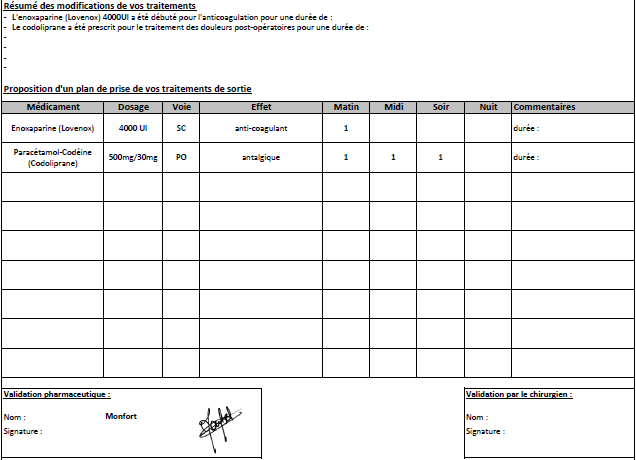 Résumé des modifications de vos traitements
- L'enoxaparine (Lovenox) 4000UI a été débuté pour l'anticoagulation pour une durée de :
- Le codoliprane a été prescrit pour le traitement des douleurs post-opératoires pour une durée de :
-
-
-
-
Proposition d'un plan de prise de vos traitements de sortie
Médicament Dosage Voie Effet Matin Midi Soir Nuit Commentaires
Enoxaparine (Lovenox) 4000 UI SC anti-coagulant 1 durée :
Paracétamol-Codéine
(Codoliprane) 500mg/30mg PO antalgique 1 1 1 durée :
Validation pharmaceutique : Validation par le chirurgien :
Nom : Monfort Nom :
Signature : Signature :